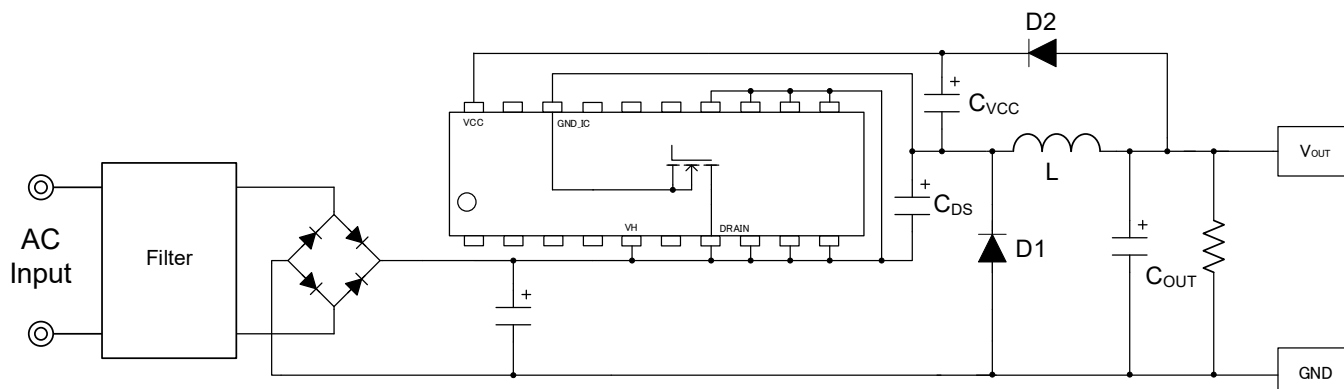 D2
+
CVCC
VCC
GND_IC
VOUT
L
+
CDS
AC
Input
Filter
VH
DRAIN
D1
+
COUT
+
GND